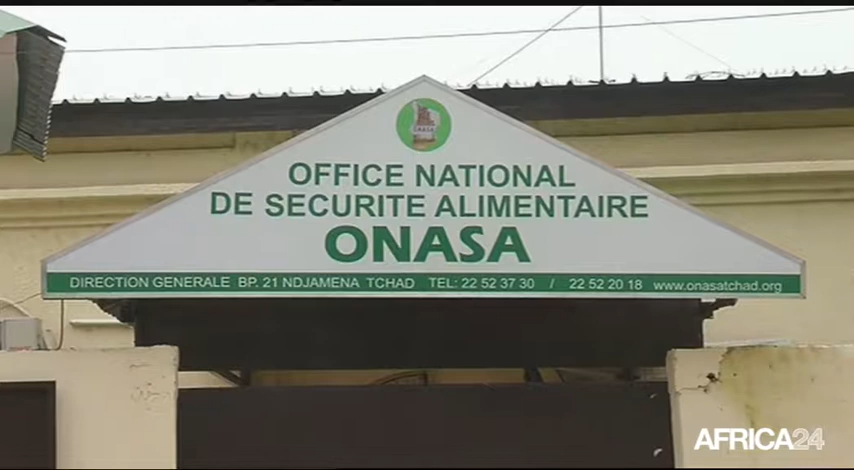 ONASA
OFFICE NATIONAL
DE SECURITE ALIMENTAIRE
ONASA
DIRECTION GENERALE BP. 21 NDJAMENA TCHAD TEL: 22 52 37 30 / 22 52 20 18 www.onasatchad.org
AFRICA24